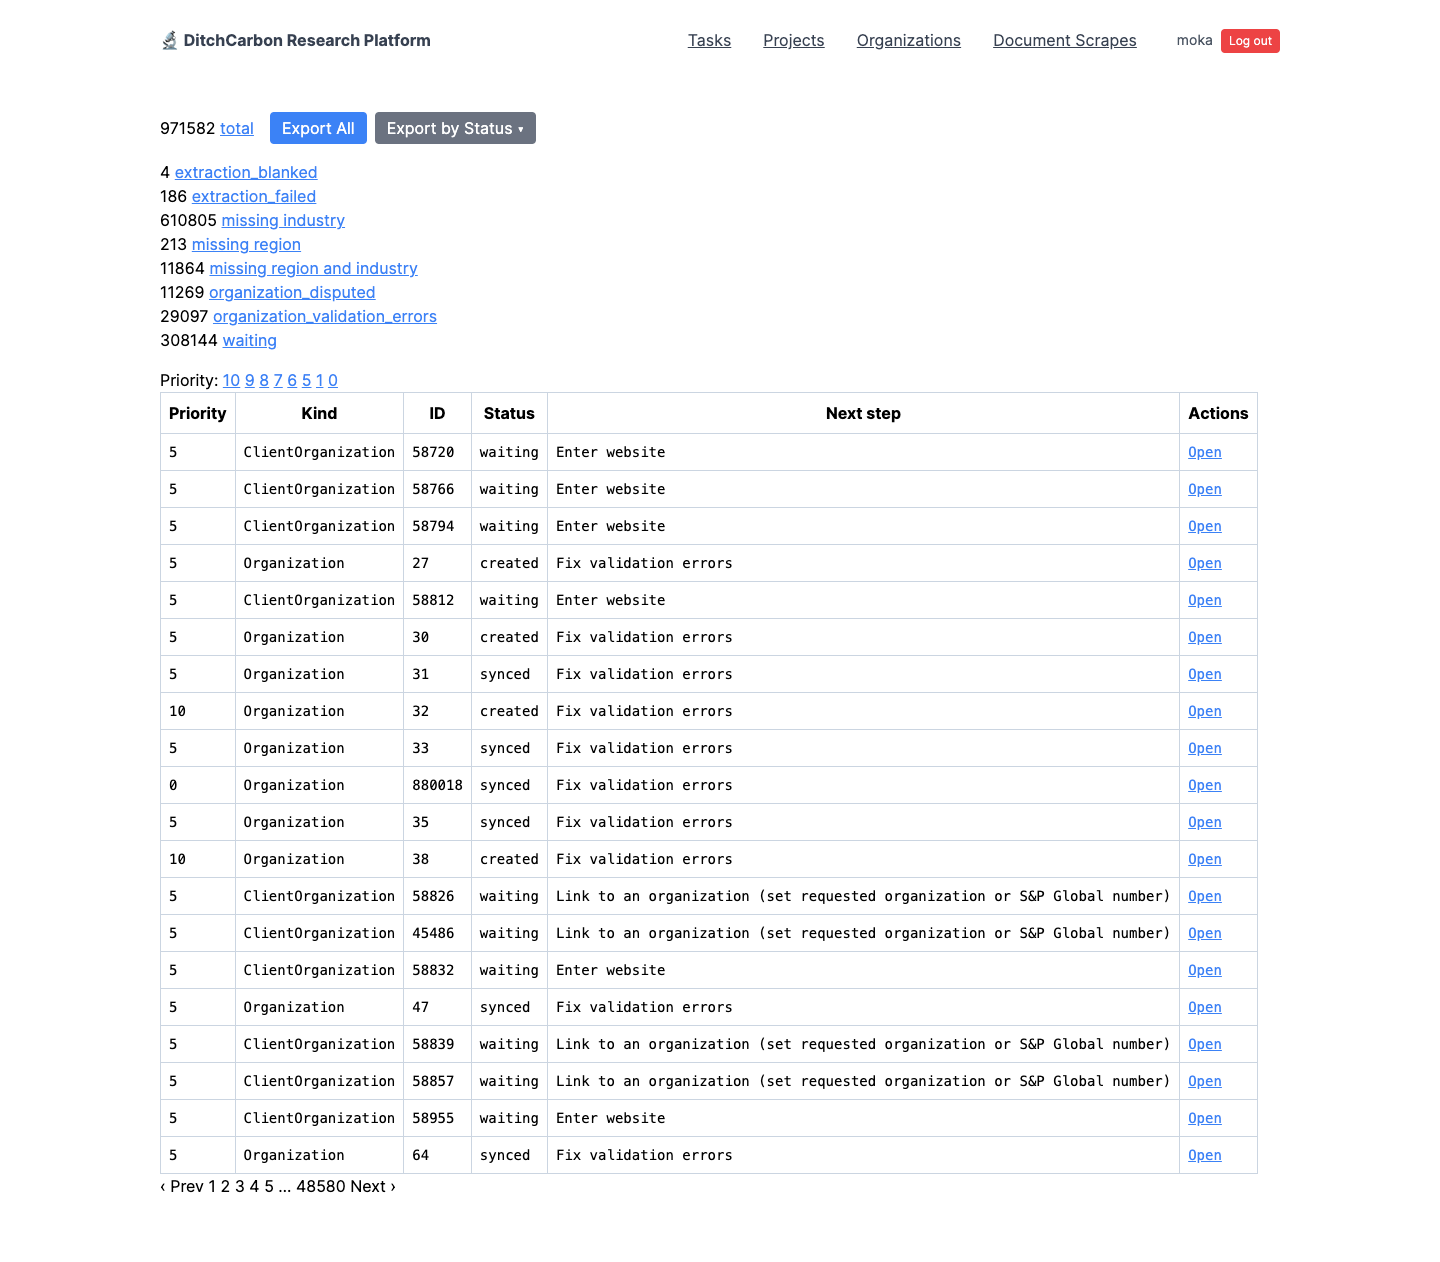 🔬 DitchCarbon Research Platform Tasks Projects Organizations Document Scrapes moka Log out
971582 total Export All Export by Status ▾
4 extraction_blanked
186 extraction_failed
610805 missing industry
213 missing region
11864 missing region and industry
11269 organization_disputed
29097 organization_validation_errors
308144 waiting
Priority: 10 9 8 7 6 5 1 0
Priority Kind ID Status Next step Actions
5 ClientOrganization 58720 waiting Enter website Open
5 ClientOrganization 58766 waiting Enter website Open
5 ClientOrganization 58794 waiting Enter website Open
5 Organization 27 created Fix validation errors Open
5 ClientOrganization 58812 waiting Enter website Open
5 Organization 30 created Fix validation errors Open
5 Organization 31 synced Fix validation errors Open
10 Organization 32 created Fix validation errors Open
5 Organization 33 synced Fix validation errors Open
0 Organization 880018 synced Fix validation errors Open
5 Organization 35 synced Fix validation errors Open
10 Organization 38 created Fix validation errors Open
5 ClientOrganization 58826 waiting Link to an organization (set requested organization or S&P Global number) Open
5 ClientOrganization 45486 waiting Link to an organization (set requested organization or S&P Global number) Open
5 ClientOrganization 58832 waiting Enter website Open
5 Organization 47 synced Fix validation errors Open
5 ClientOrganization 58839 waiting Link to an organization (set requested organization or S&P Global number) Open
5 ClientOrganization 58857 waiting Link to an organization (set requested organization or S&P Global number) Open
5 ClientOrganization 58955 waiting Enter website Open
5 Organization 64 synced Fix validation errors Open
‹ Prev 1 2 3 4 5 … 48580 Next ›